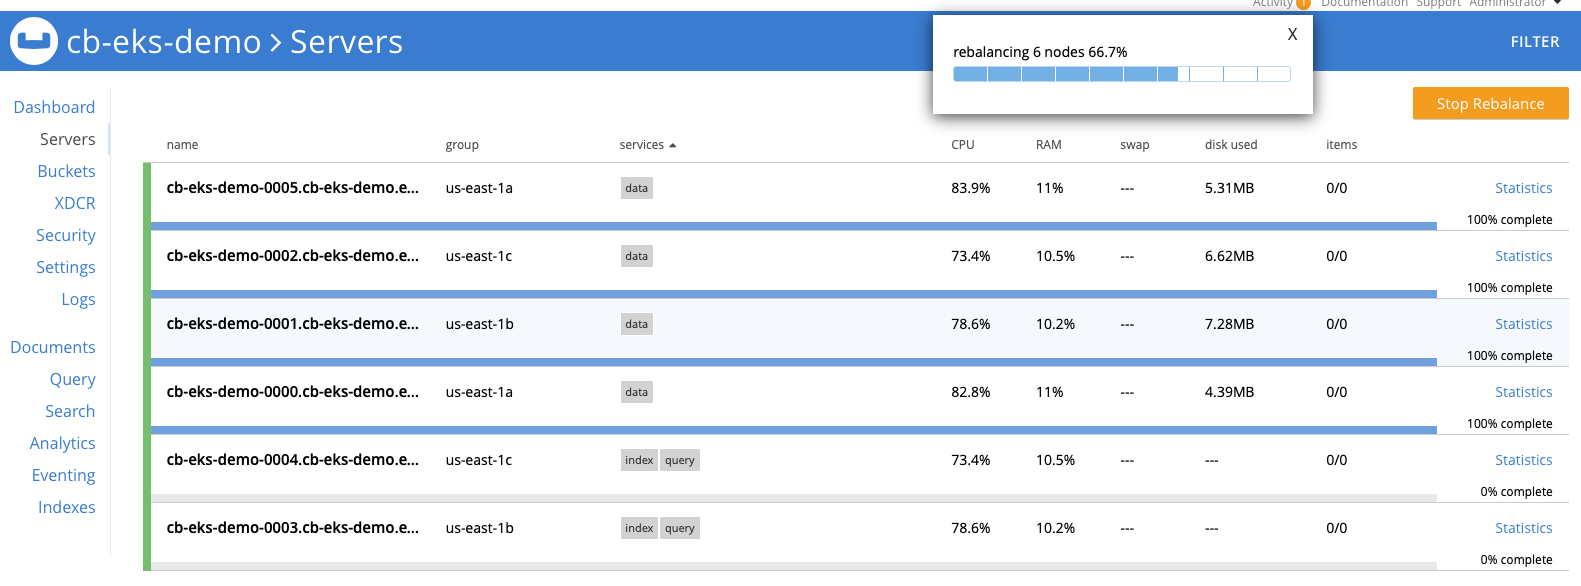 Activity 1 Documentation Support Administrator
cb-eks-demo > Servers
FILTER
X
rebalancing 6 nodes 66.7%
Stop Rebalance
Dashboard
Servers
Buckets
XDCR
Security
Settings
Logs
Documents
Query
Search
Analytics
Eventing
Indexes
name group services CPU RAM swap disk used items
cb-eks-demo-0005.cb-eks-demo.e... us-east-1a data 83.9% 11% --- 5.31MB 0/0 Statistics
100% complete
cb-eks-demo-0002.cb-eks-demo.e... us-east-1c data 73.4% 10.5% --- 6.62MB 0/0 Statistics
100% complete
cb-eks-demo-0001.cb-eks-demo.e... us-east-1b data 78.6% 10.2% --- 7.28MB 0/0 Statistics
100% complete
cb-eks-demo-0000.cb-eks-demo.e... us-east-1a data 82.8% 11% --- 4.39MB 0/0 Statistics
100% complete
cb-eks-demo-0004.cb-eks-demo.e... us-east-1c index query 73.4% 10.5% --- --- 0/0 Statistics
0% complete
cb-eks-demo-0003.cb-eks-demo.e... us-east-1b index query 78.6% 10.2% --- --- 0/0 Statistics
0% complete